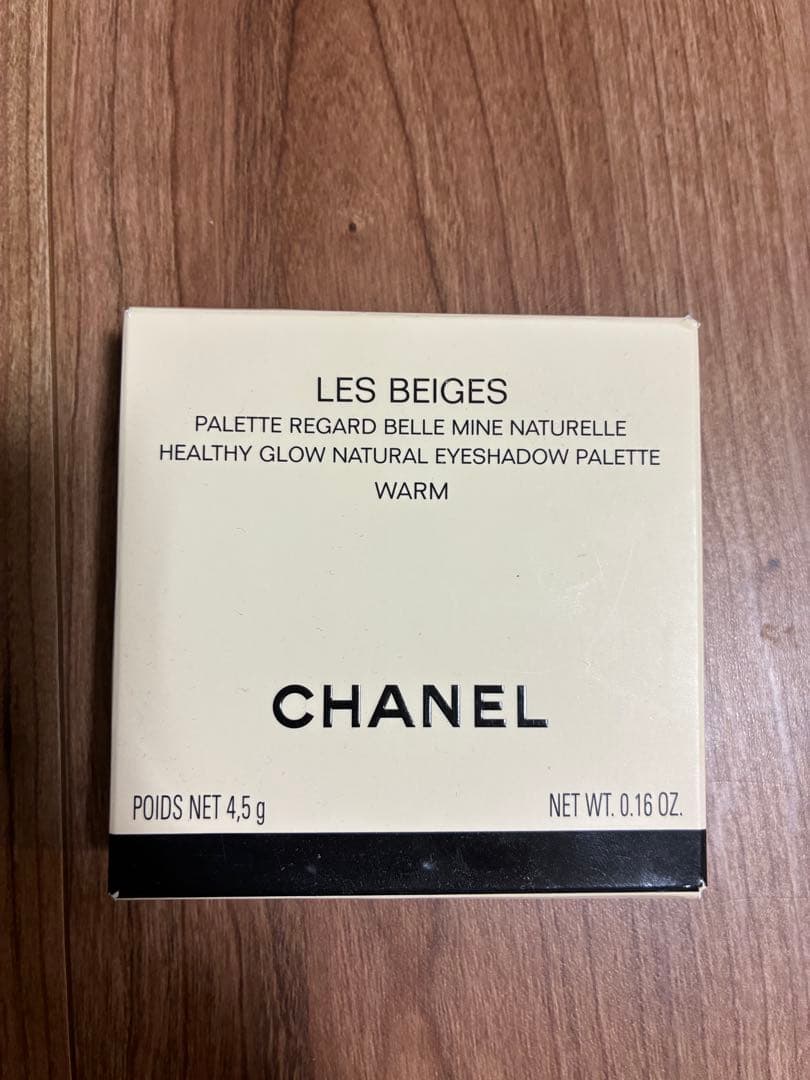 LES BEIGES
PALETTE REGARD BELLE MINE NATURELLE
HEALTHY GLOW NATURAL EYESHADOW PALETTE
WARM
CHANEL
POIDS NET 4,5 g NET WT. 0.16 OZ.